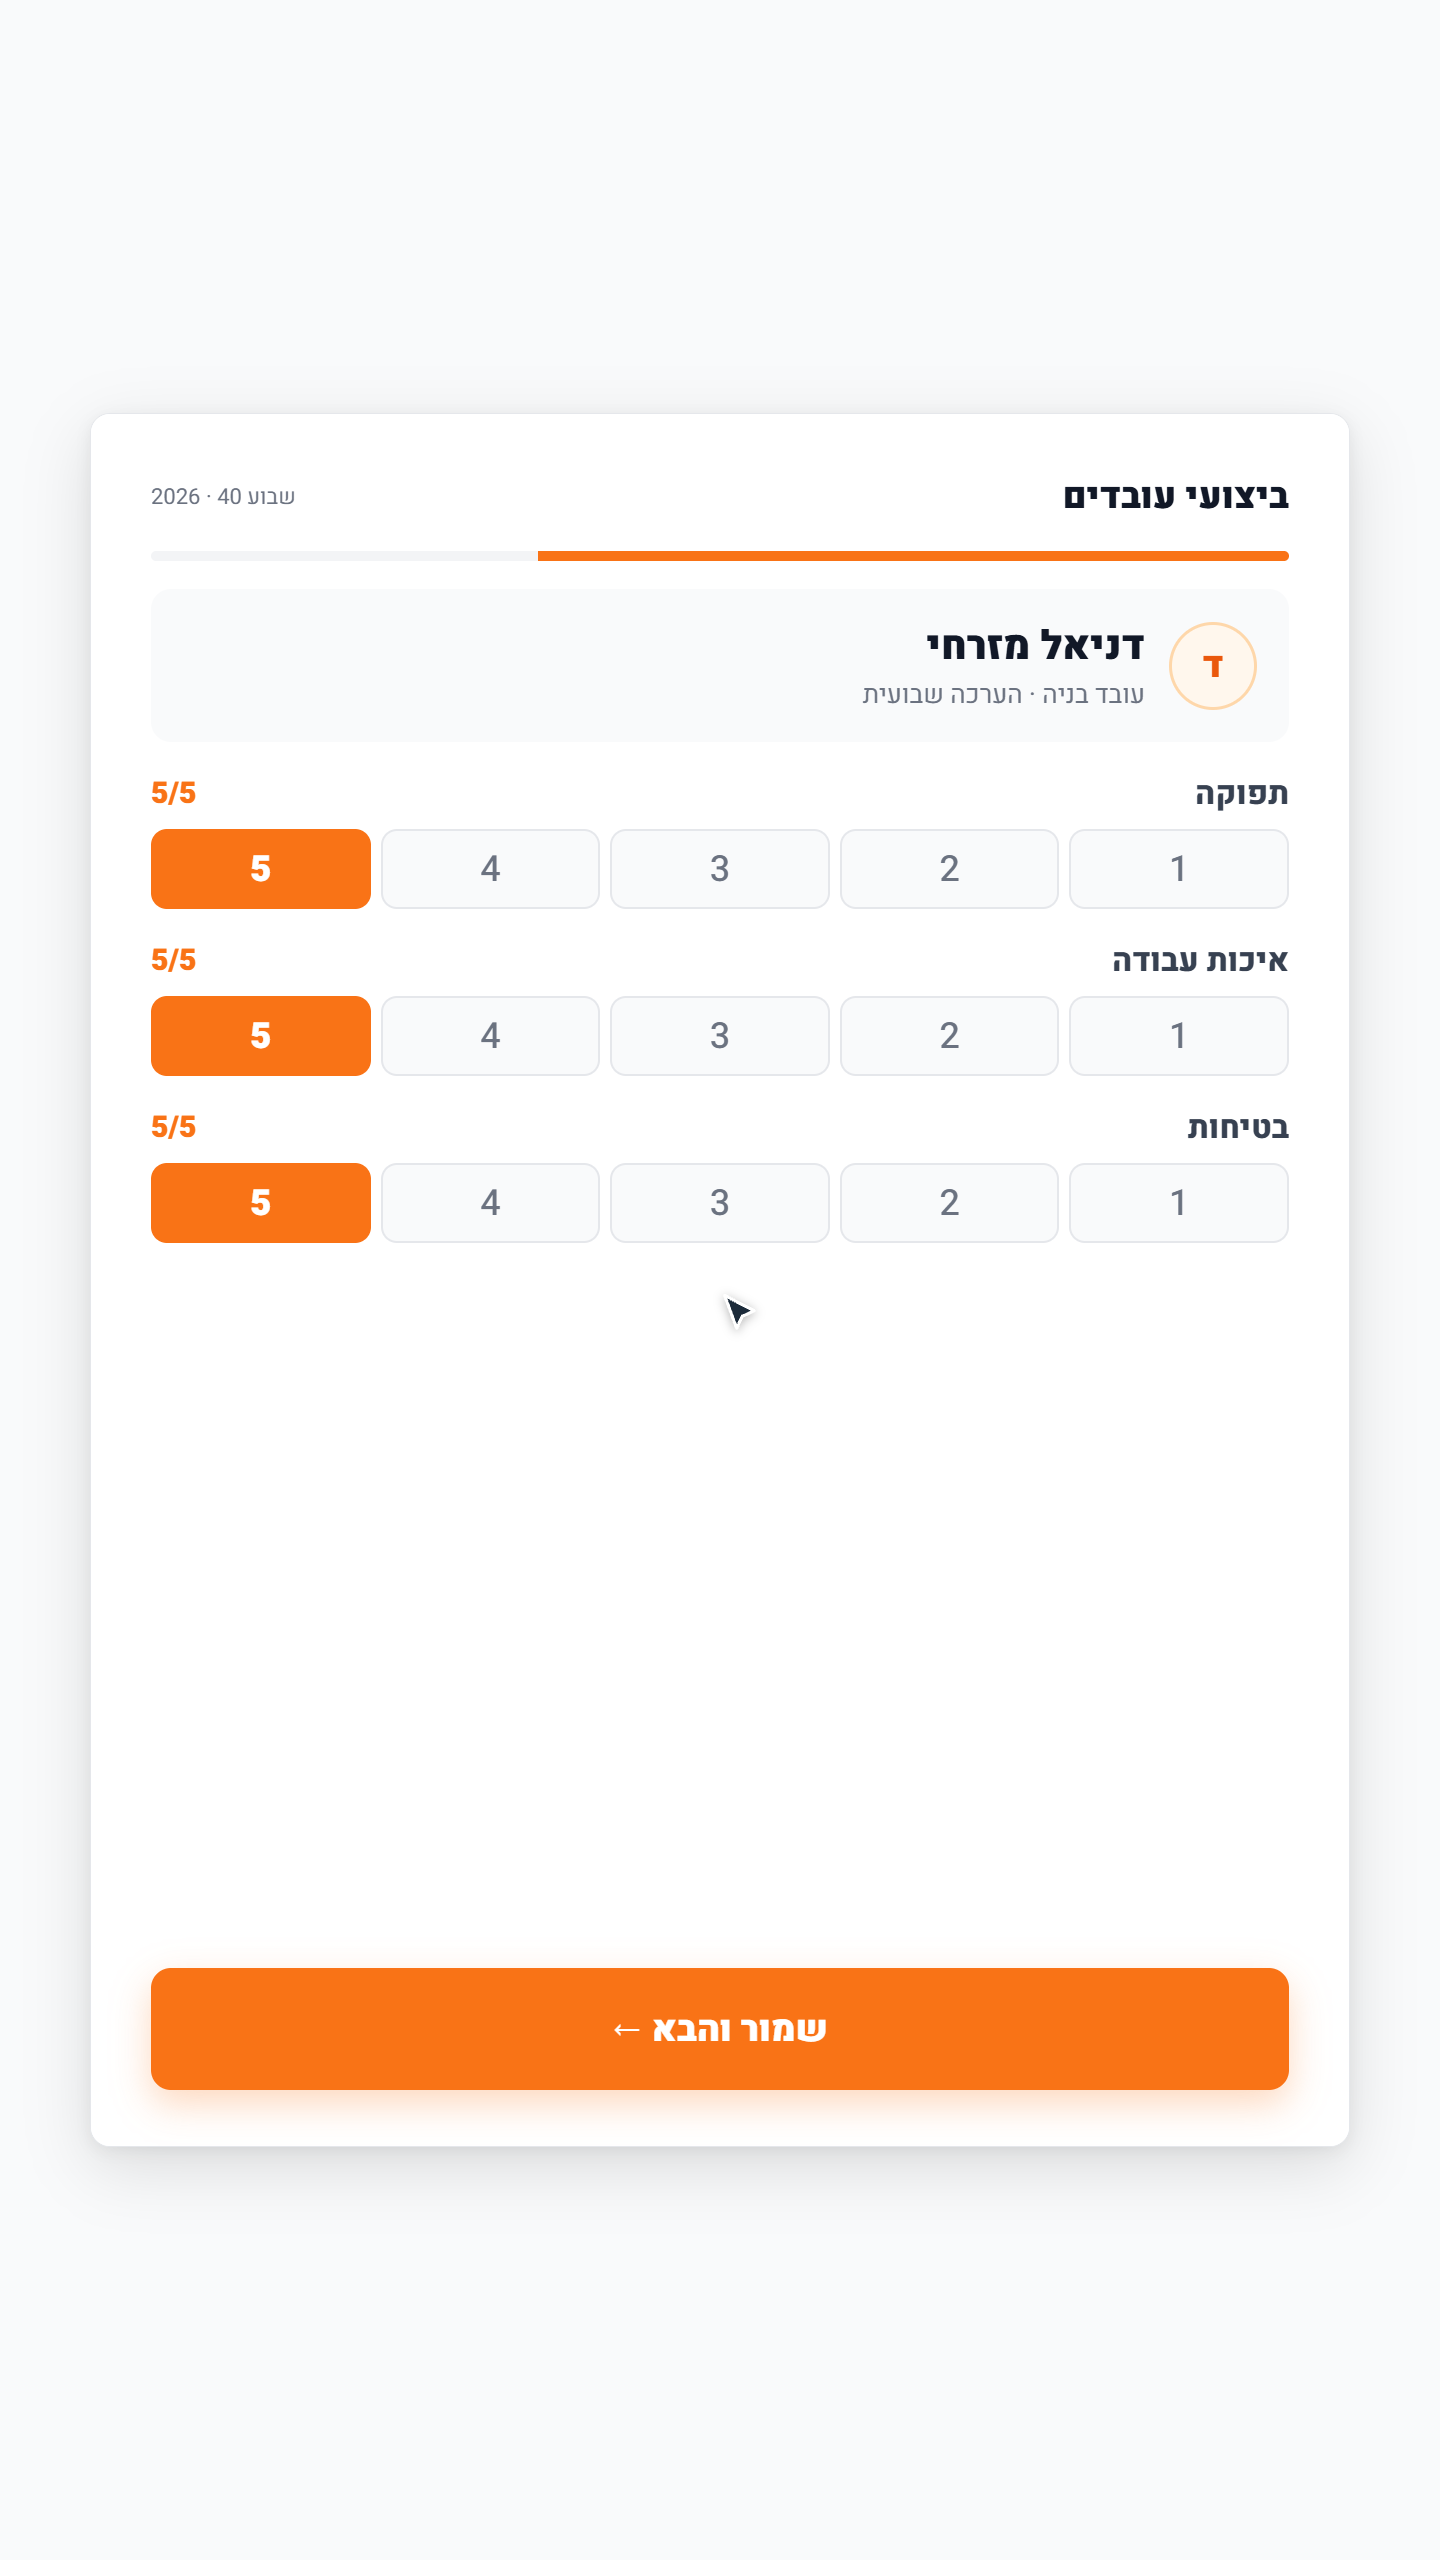 ביצועי עובדים
שבוע 40 · 2026
ד
דניאל מזרחי
עובד בניה · הערכה שבועית
תפוקה 5/5
1 2 3 4 5
איכות עבודה 5/5
1 2 3 4 5
בטיחות 5/5
1 2 3 4 5
שמור והבא ←